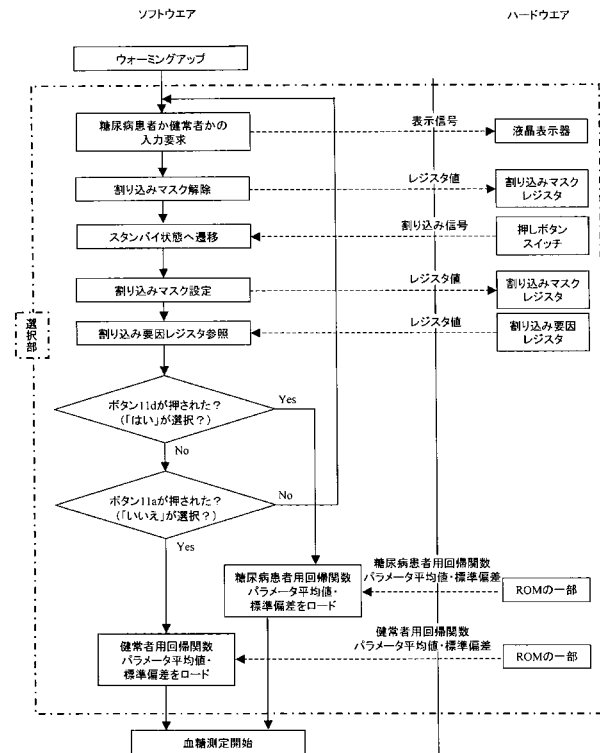 ソフトウエア
ハードウエア
ウォーミングアップ
糖尿病患者か健常者かの
入力要求
表示信号
液晶表示器
割り込みマスク解除
レジスタ値
割り込みマスク
レジスタ
スタンバイ状態へ遷移
割り込み信号
押しボタン
スイッチ
割り込みマスク設定
レジスタ値
割り込みマスク
レジスタ
選択部
割り込み要因レジスタ参照
レジスタ値
割り込み要因
レジスタ
ボタン11dが押された?
(「はい」が選択?)
Yes
No
ボタン11aが押された?
(「いいえ」が選択?)
No
Yes
糖尿病患者用回帰関数
パラメータ平均値・
標準偏差をロード
糖尿病患者用回帰関数
パラメータ平均値・標準偏差
ROMの一部
健常者用回帰関数
パラメータ平均値・
標準偏差をロード
健常者用回帰関数
パラメータ平均値・標準偏差
ROMの一部
血糖測定開始